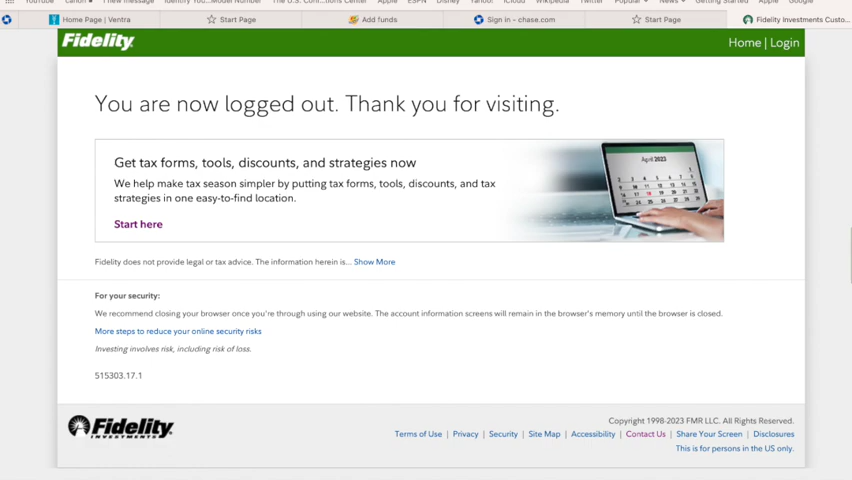 YouTube
The U.S. Con...tions Center
Apple
ESPN
Disney
Yahoo!
iCloud
Wikipedia
Twitter
Popular
News
Getting Started
Apple
Google
Home Page | Ventra
Start Page
Add funds
Sign in - chase.com
Start Page
Fidelity Investments Custo...
Fidelity
Home | Login
You are now logged out. Thank you for visiting.
Get tax forms, tools, discounts, and strategies now
We help make tax season simpler by putting tax forms, tools, discounts, and tax
strategies in one easy-to-find location.
Start here
April 2023
Fidelity does not provide legal or tax advice. The information herein is... Show More
For your security:
We recommend closing your browser once you're through using our website. The account information screens will remain in the browser's memory until the browser is closed.
More steps to reduce your online security risks
Investing involves risk, including risk of loss.
515303.17.1
Fidelity
INVESTMENTS
Copyright 1998-2023 FMR LLC. All Rights Reserved.
Terms of Use | Privacy | Security | Site Map | Accessibility | Contact Us | Share Your Screen | Disclosures
This is for persons in the US only.